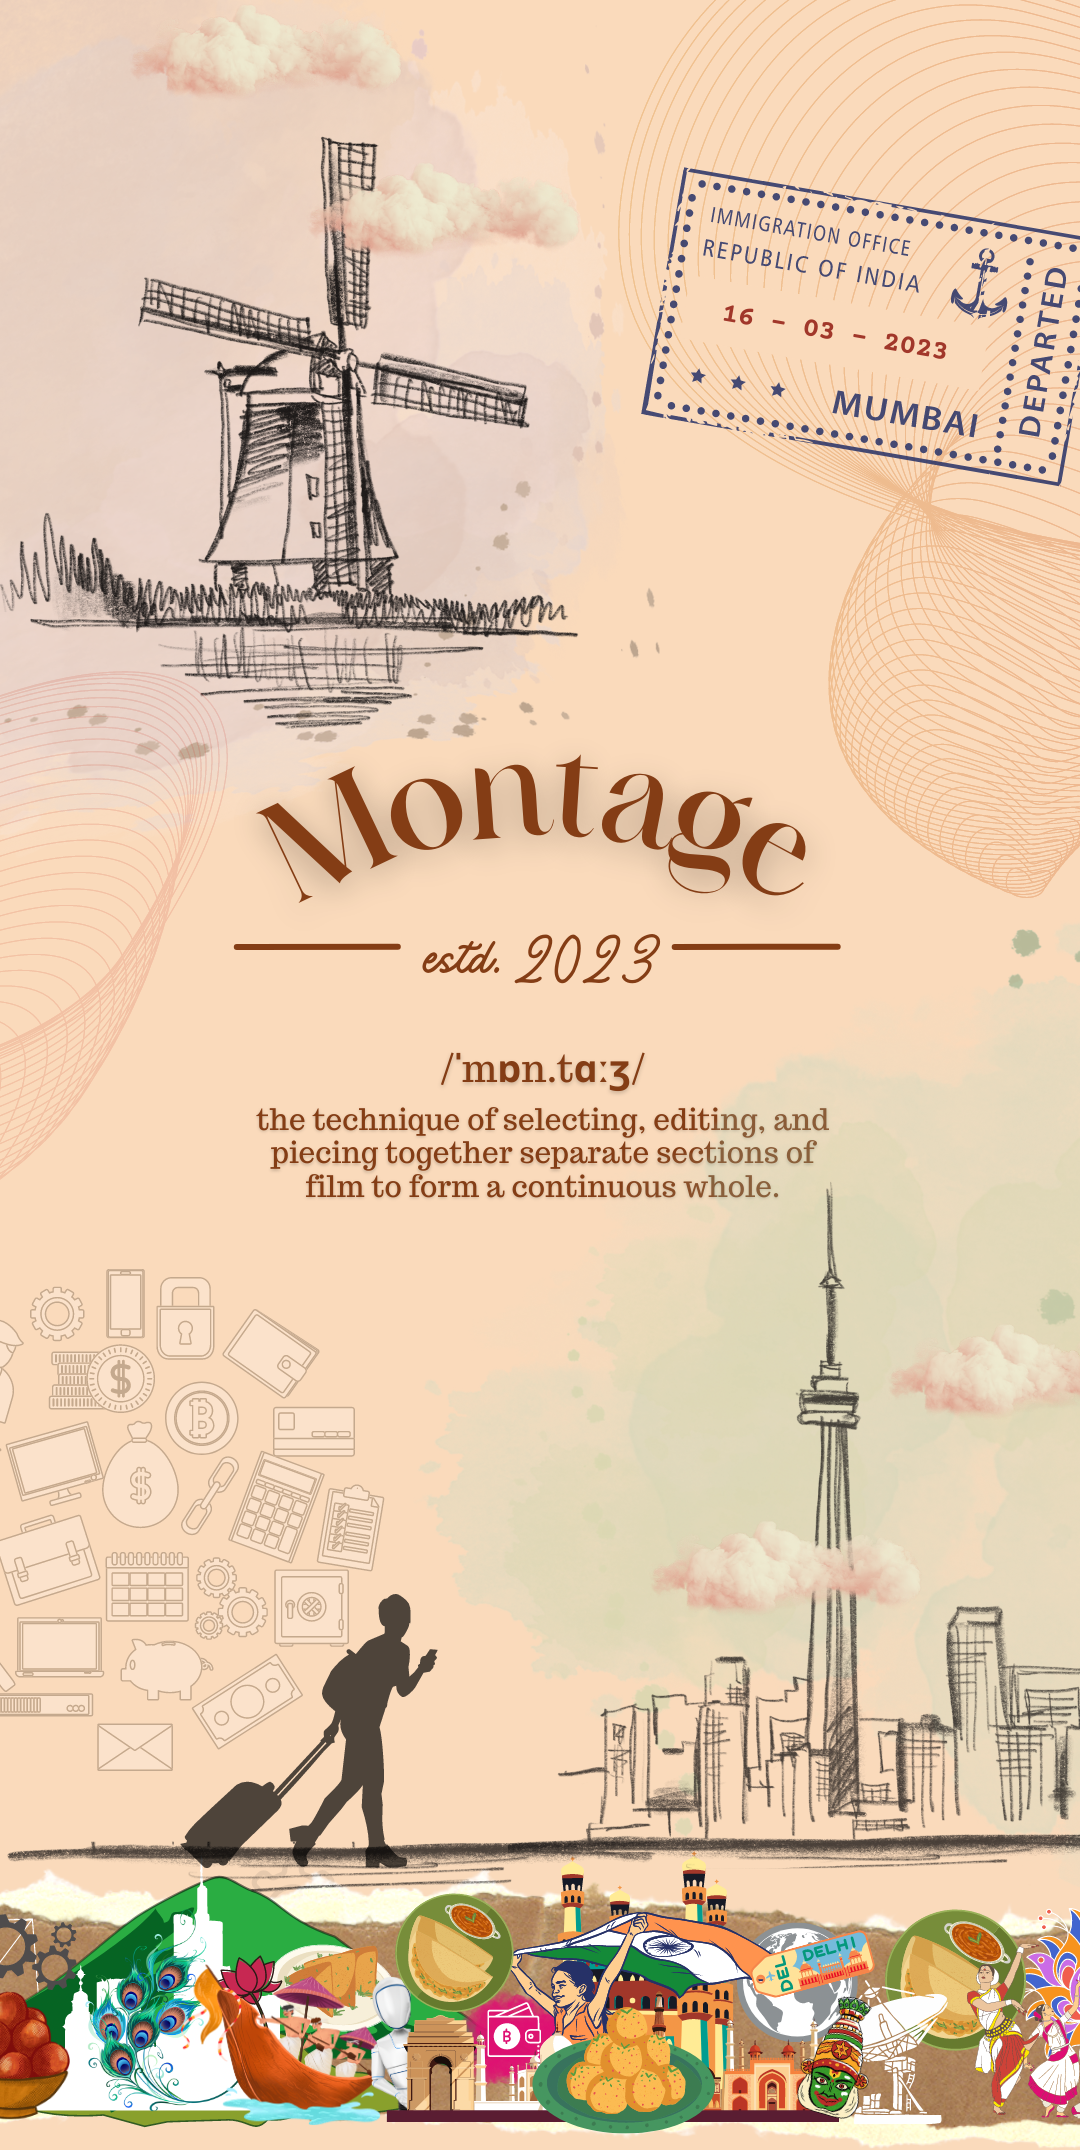 IMMIGRATION OFFICE
REPUBLIC OF INDIA
16 - 03 - 2023
MUMBAI
DEPARTED
Montage
estd. 2023
/ˈmɒn.tɑːʒ/
the technique of selecting, editing, and
piecing together separate sections of
film to form a continuous whole.
$
B
$
DEL
DELHI
B